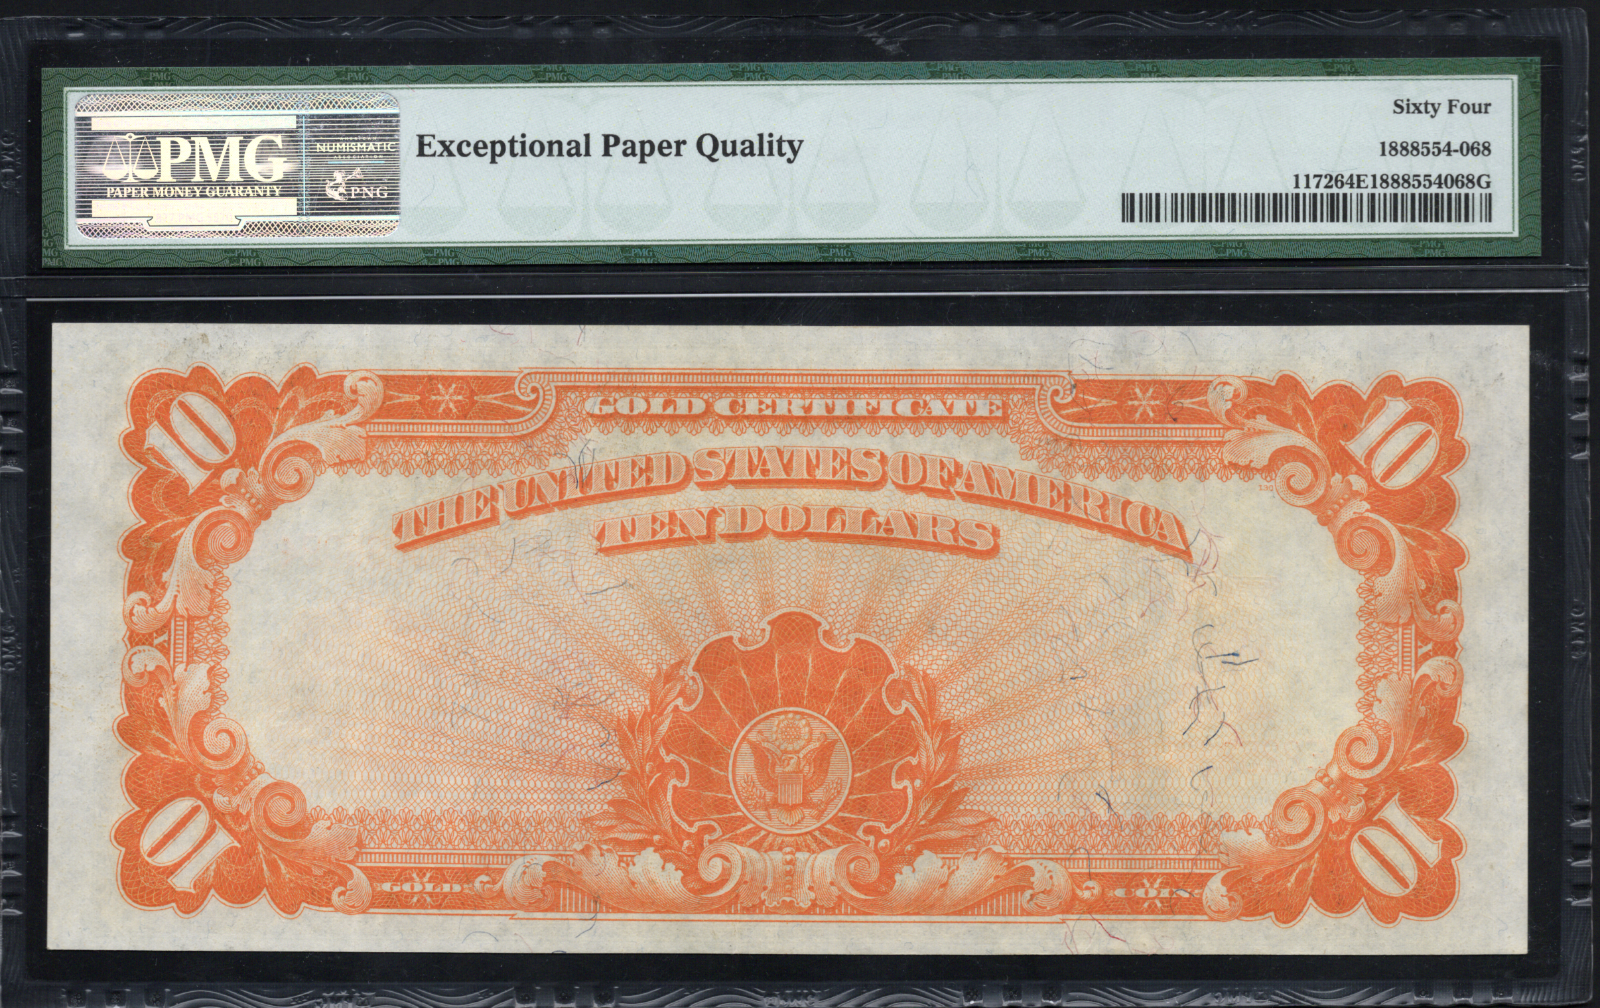 PMG
PAPER MONEY GUARANTY
NUMISMATIC
PNG
Exceptional Paper Quality
Sixty Four
1888554-068
117264E1888554068G
10
GOLD CERTIFICATE
10
THE UNITED STATES OF AMERICA
TEN DOLLARS
10
GOLD
COIN
10